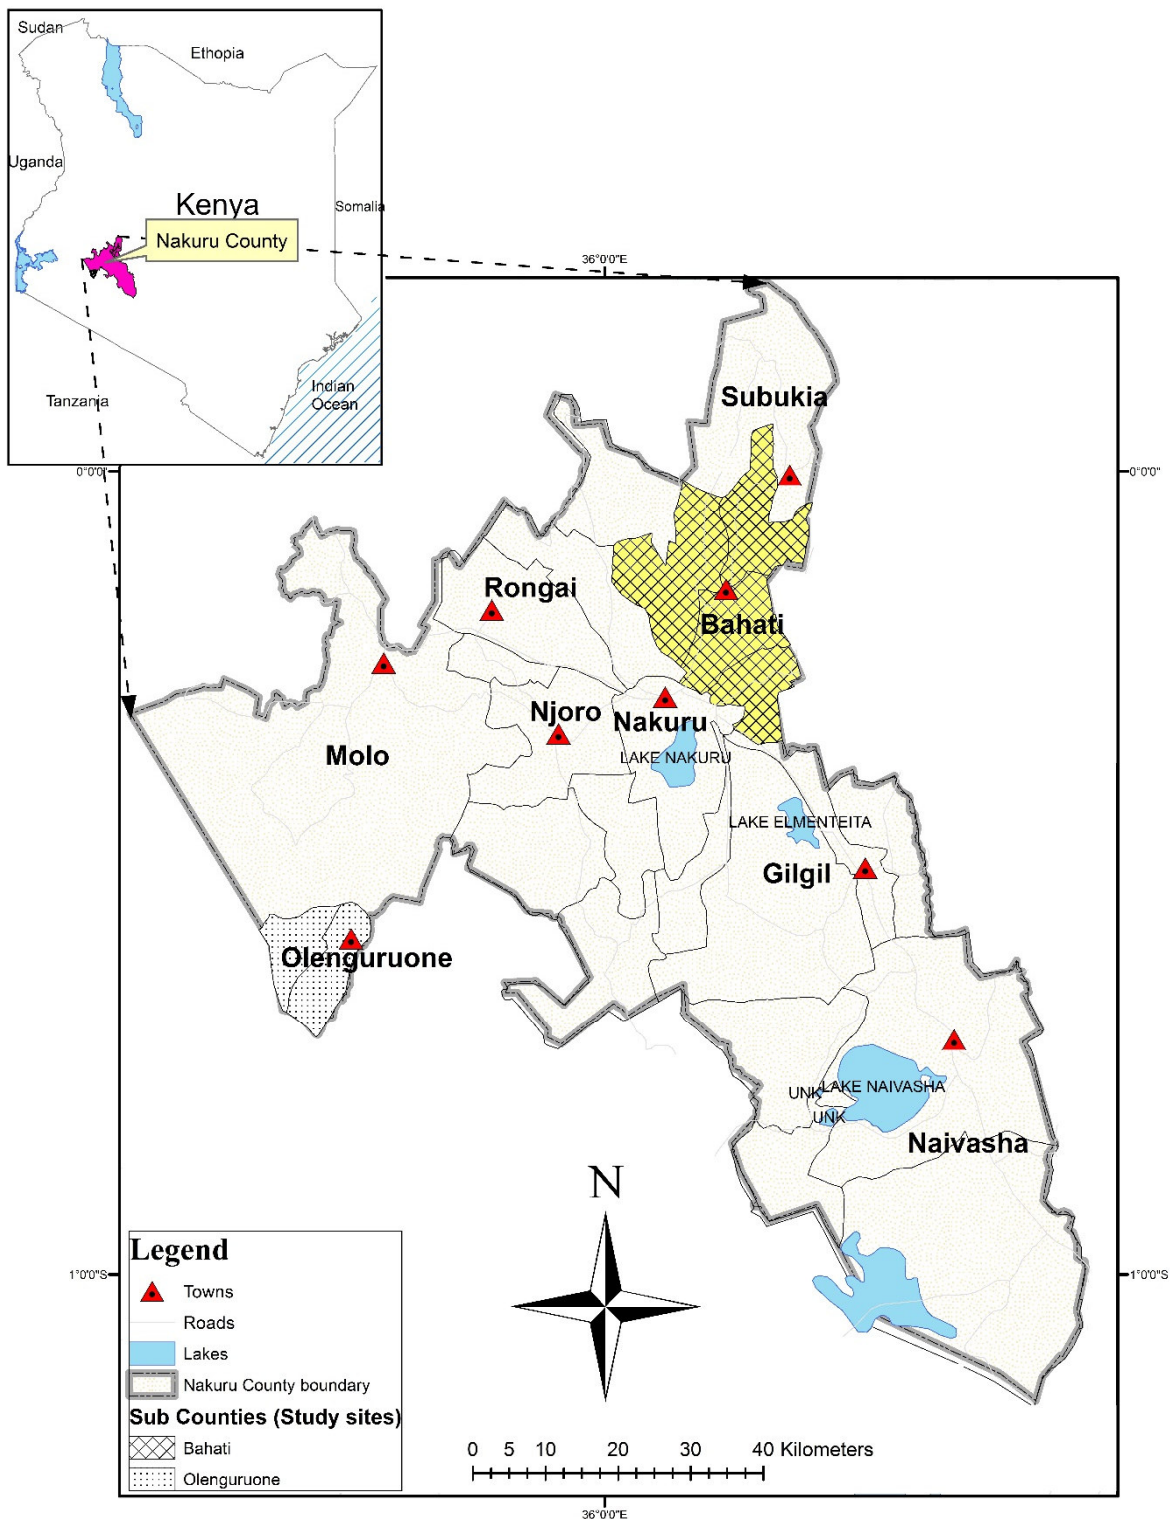 Sudan
Ethopia
Uganda
Kenya
Somalia
Nakuru County
Tanzania
Indian
Ocean
36°0'0"E
0°0'0"
0°0'0"
Subukia
Rongai
Bahati
Njoro
Nakuru
Molo
LAKE NAKURU
LAKE ELMENTEITA
Gilgil
Olenguruone
UNK
LAKE NAIVASHA
UNK
Naivasha
N
Legend
Towns
Roads
Lakes
Nakuru County boundary
Sub Counties (Study sites)
Bahati
Olenguruone
1°0'0"S
1°0'0"S
0 5 10 20 30 40 Kilometers
36°0'0"E